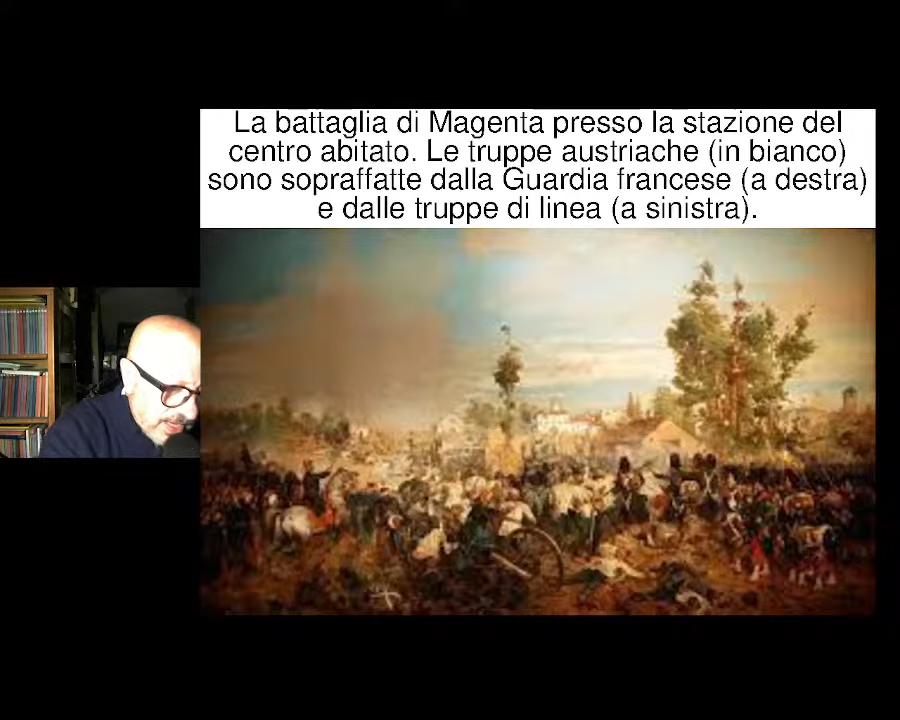 La battaglia di Magenta presso la stazione del
centro abitato. Le truppe austriache (in bianco)
sono sopraffatte dalla Guardia francese (a destra)
e dalle truppe di linea (a sinistra).